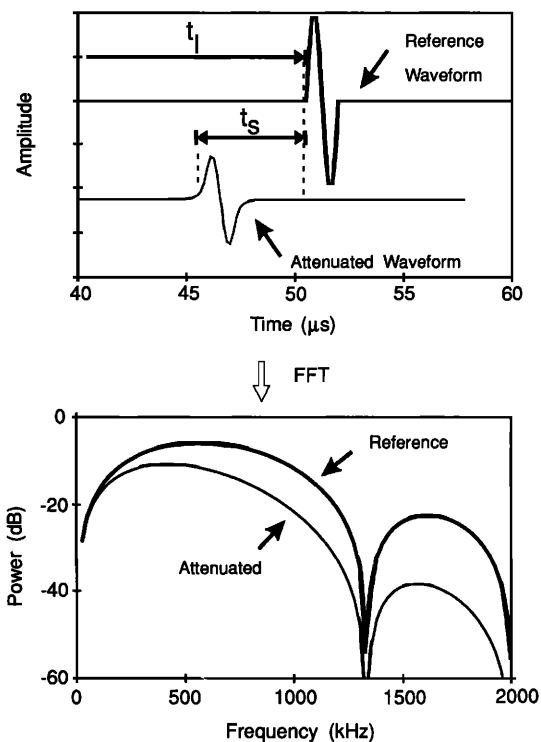 t_I
Reference
Waveform
t_S
Amplitude
Attenuated Waveform
40 45 50 55 60
Time (μs)
FFT
0
Reference
-20
Power (dB)
Attenuated
-40
-60
0 500 1000 1500 2000
Frequency (kHz)